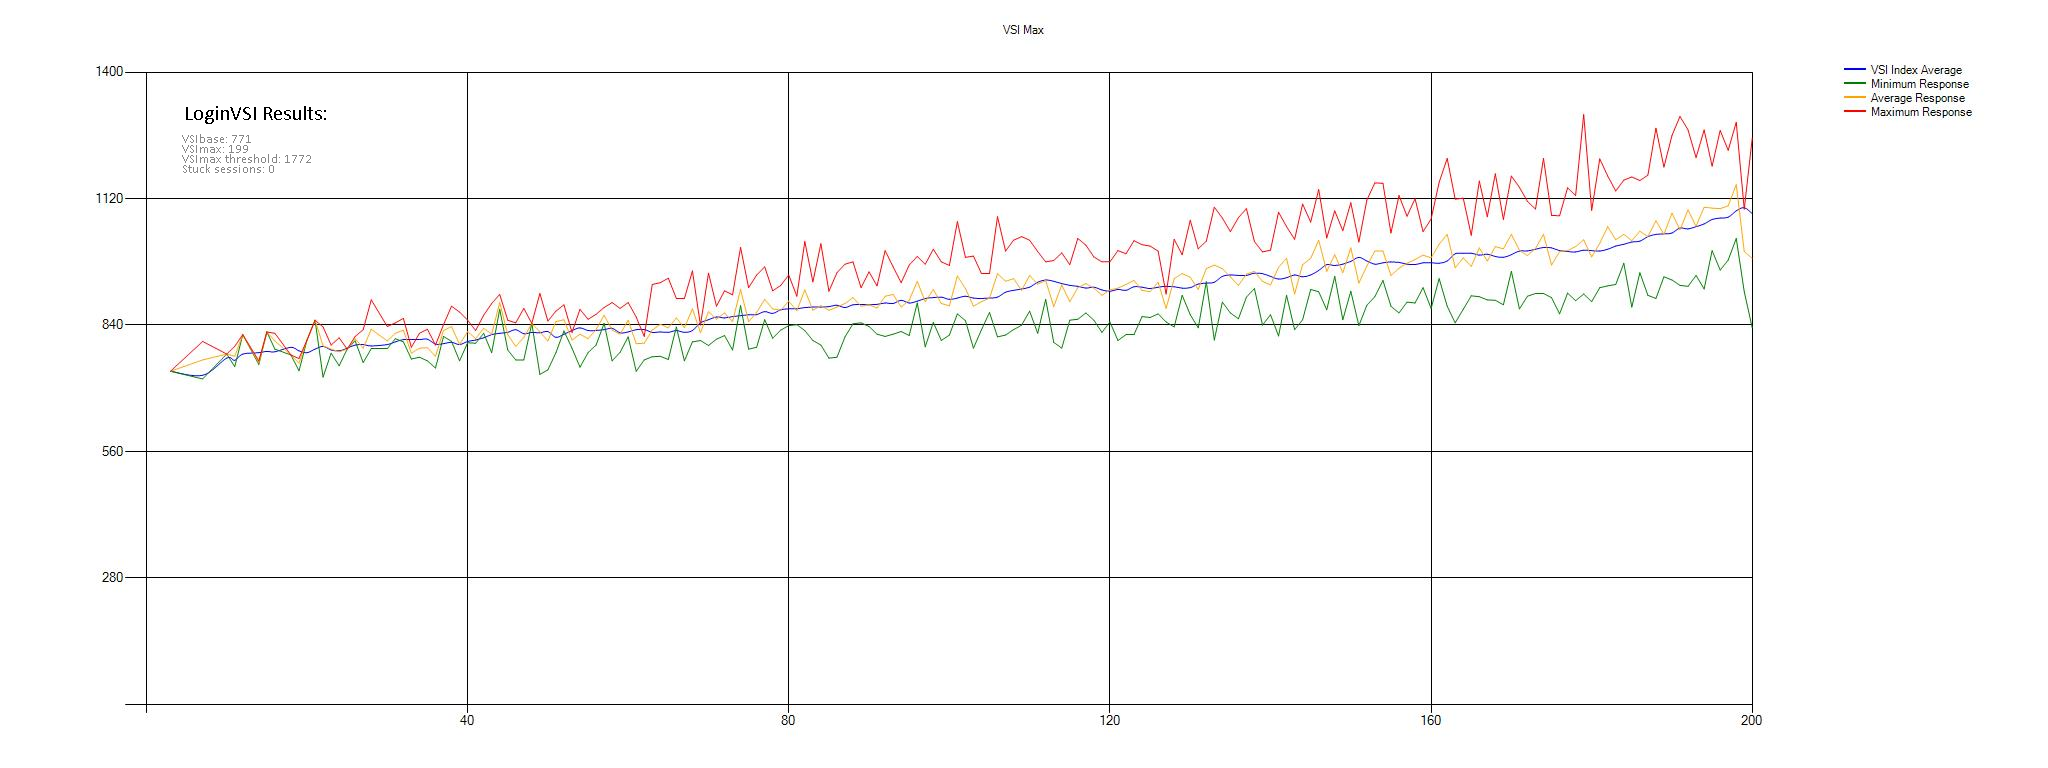 VSI Max
1400
1120
840
560
280
40
80
120
160
200
LoginVSI Results:
VSIbase: 771
VSImax: 199
VSImax threshold: 1772
Stuck sessions: 0
VSI Index Average
Minimum Response
Average Response
Maximum Response